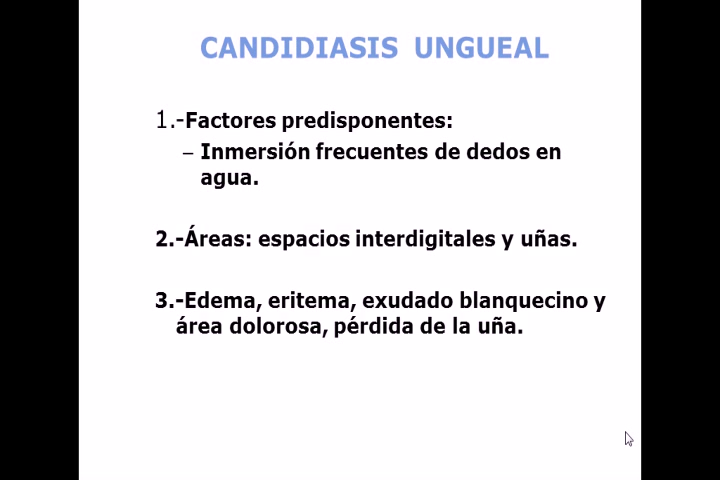 CANDIDIASIS UNGUEAL
1.-Factores predisponentes:
– Inmersión frecuentes de dedos en
agua.
2.-Áreas: espacios interdigitales y uñas.
3.-Edema, eritema, exudado blanquecino y
área dolorosa, pérdida de la uña.